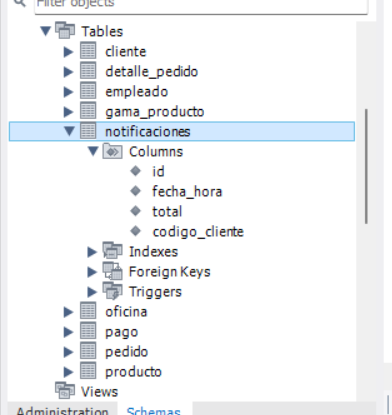 Filter objects
Tables
cliente
detalle_pedido
empleado
gama_producto
notificaciones
Columns
id
fecha_hora
total
codigo_cliente
Indexes
Foreign Keys
Triggers
oficina
pago
pedido
producto
Views
Administration Schemas